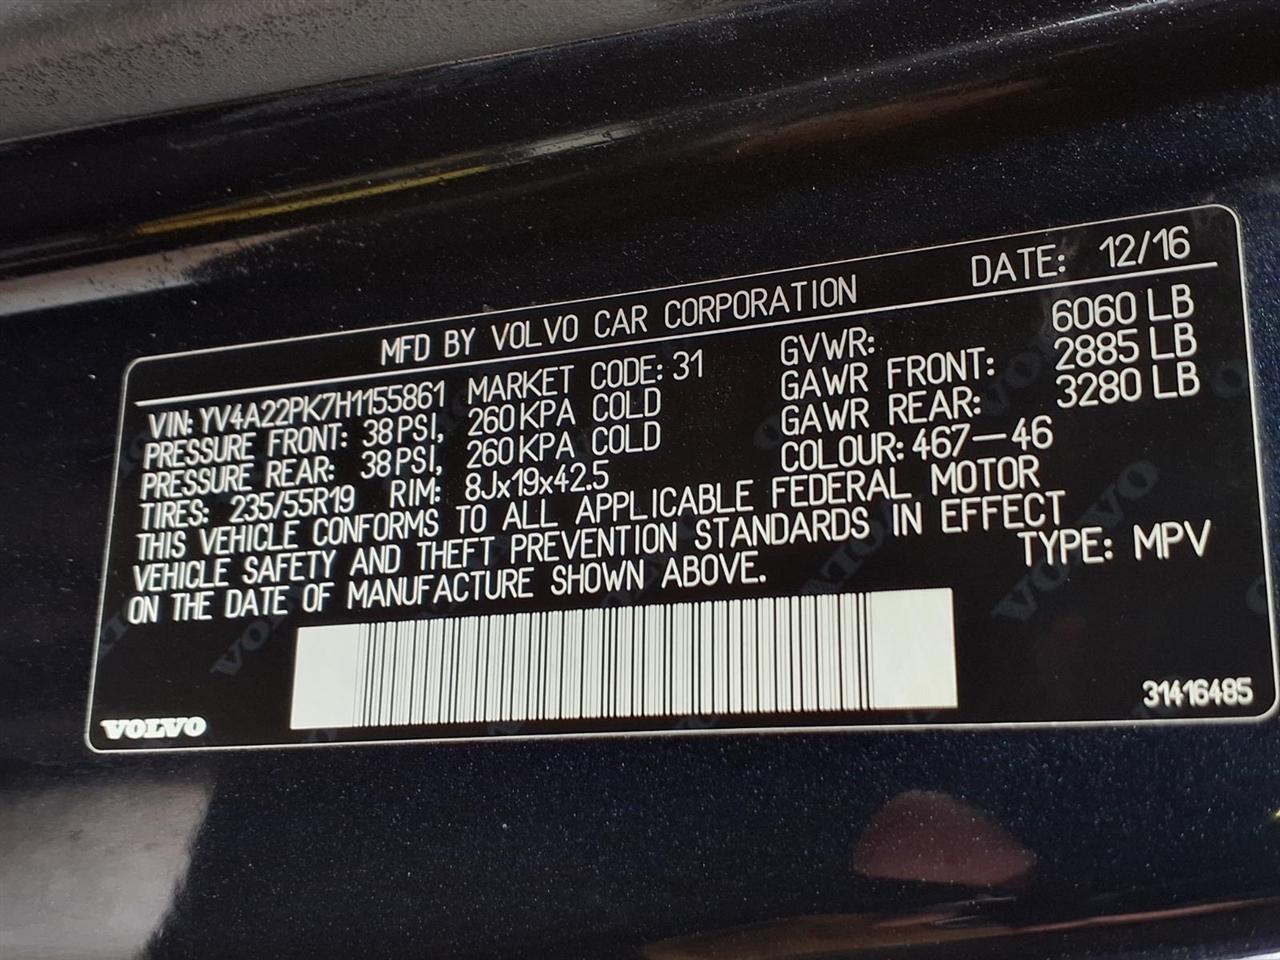 MFD BY VOLVO CAR CORPORATION DATE: 12/16
VIN: YV4A22PK7H1155861 MARKET CODE: 31 GVWR: 6060 LB
PRESSURE FRONT: 38 PSI, 260 KPA COLD GAWR FRONT: 2885 LB
PRESSURE REAR: 38 PSI, 260 KPA COLD GAWR REAR: 3280 LB
TIRES: 235/55R19 RIM: 8Jx19x42.5 COLOUR: 467-46
THIS VEHICLE CONFORMS TO ALL APPLICABLE FEDERAL MOTOR
VEHICLE SAFETY AND THEFT PREVENTION STANDARDS IN EFFECT
ON THE DATE OF MANUFACTURE SHOWN ABOVE. TYPE: MPV
VOLVO 31416485